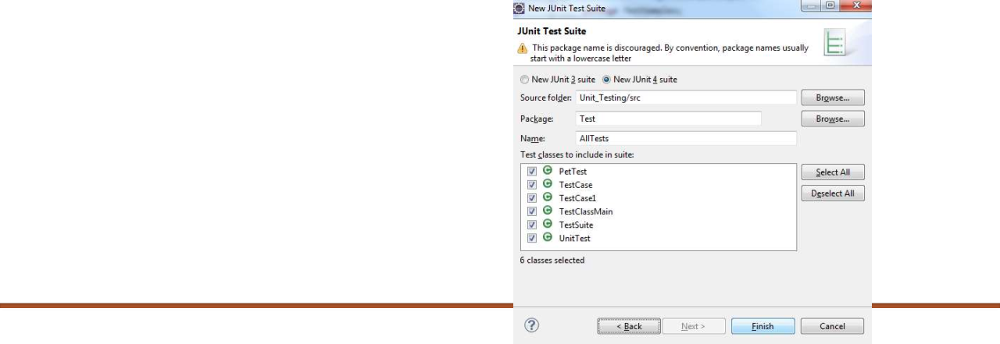 New JUnit Test Suite
JUnit Test Suite
This package name is discouraged. By convention, package names usually
start with a lowercase letter
New JUnit 3 suite New JUnit 4 suite
Source folder: Unit_Testing/src Browse...
Package: Test Browse...
Name: AllTests
Test classes to include in suite:
PetTest Select All
TestCase
TestCase1 Deselect All
TestClassMain
TestSuite
UnitTest
6 classes selected
< Back Next > Finish Cancel